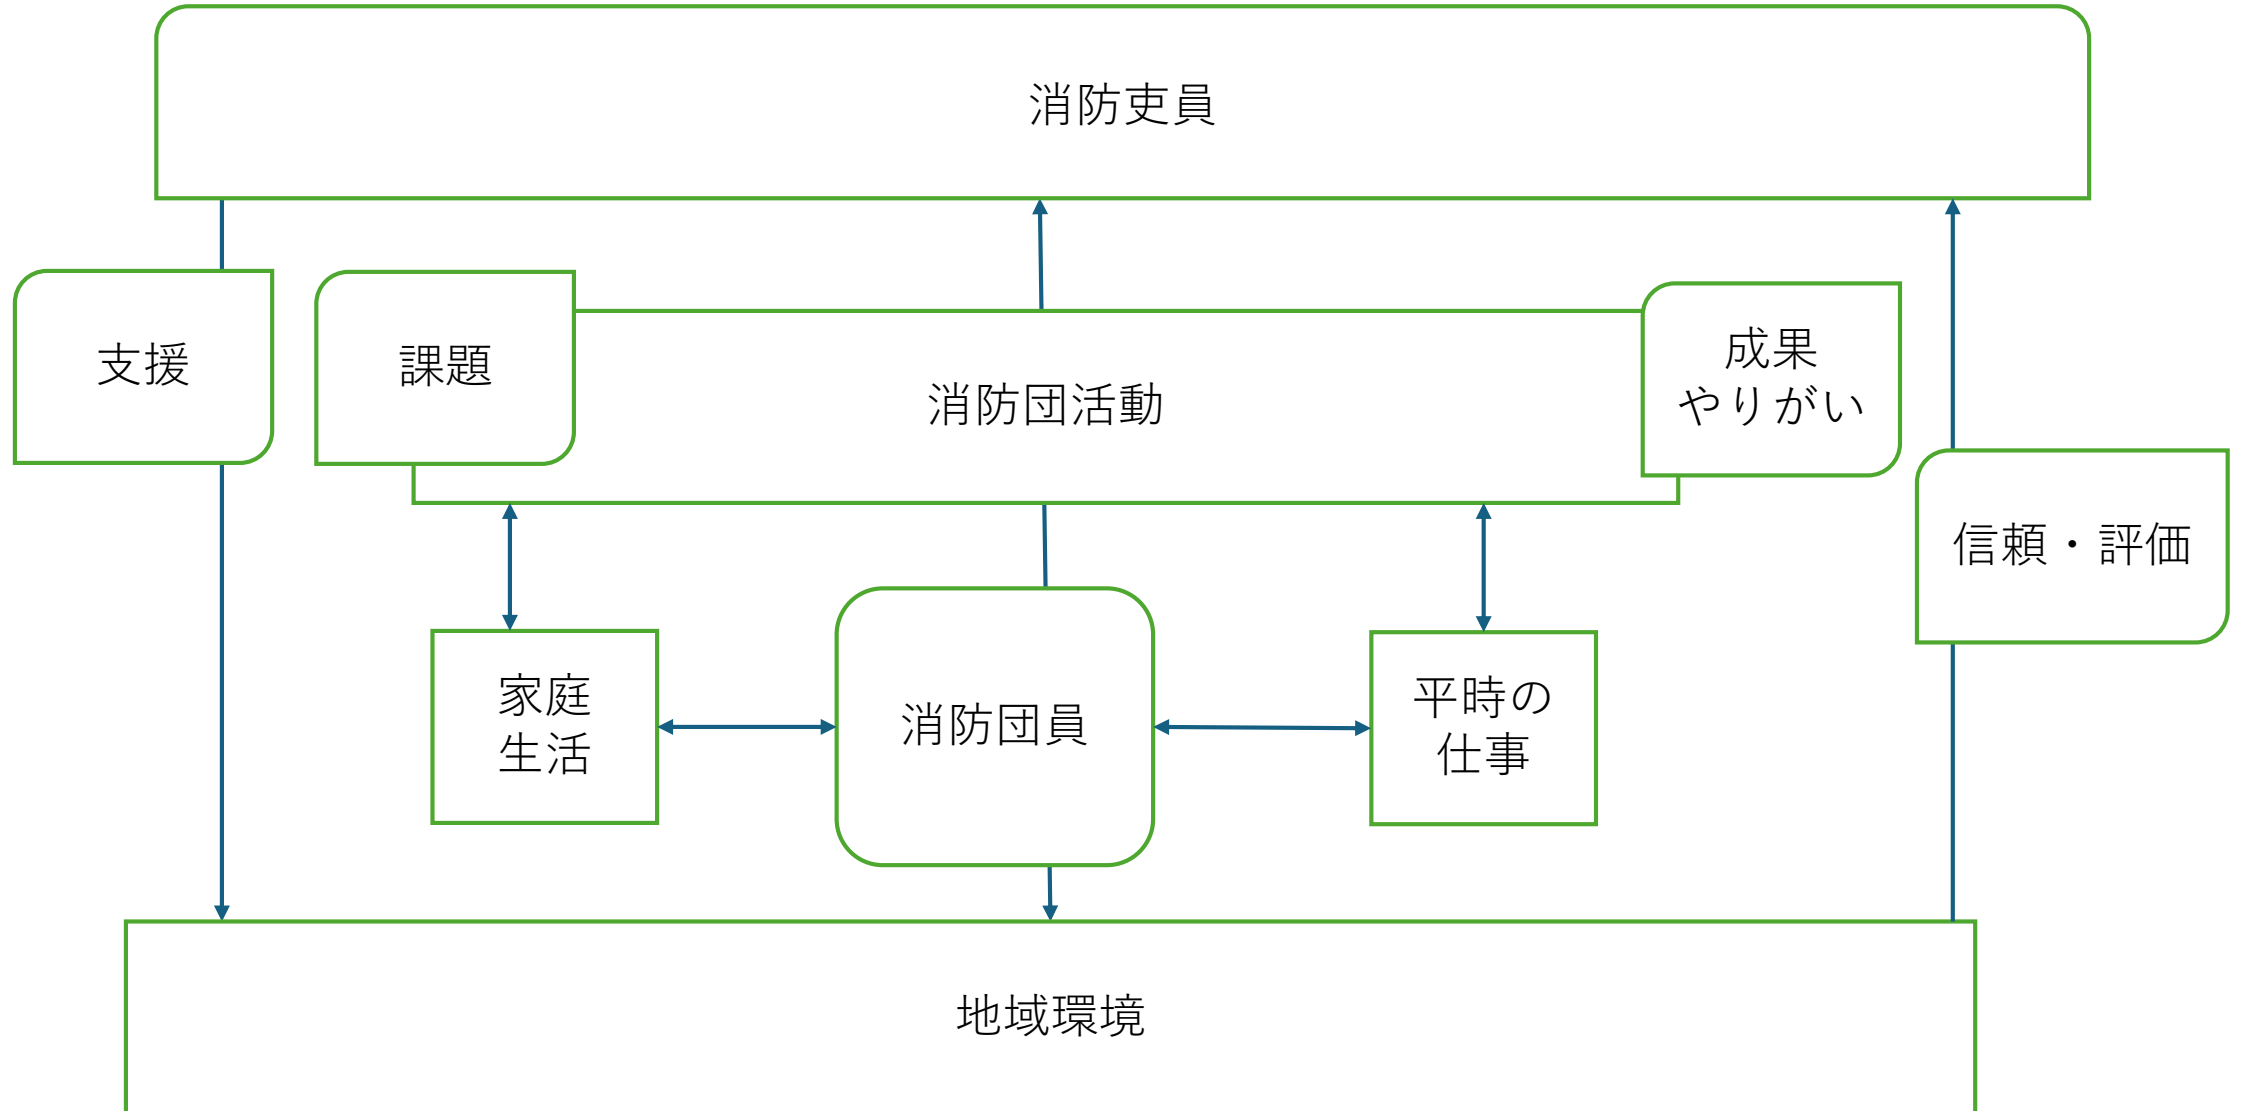 消防吏員
支援
課題
消防団活動
成果
やりがい
信頼・評価
家庭
生活
消防団員
平時の
仕事
地域環境